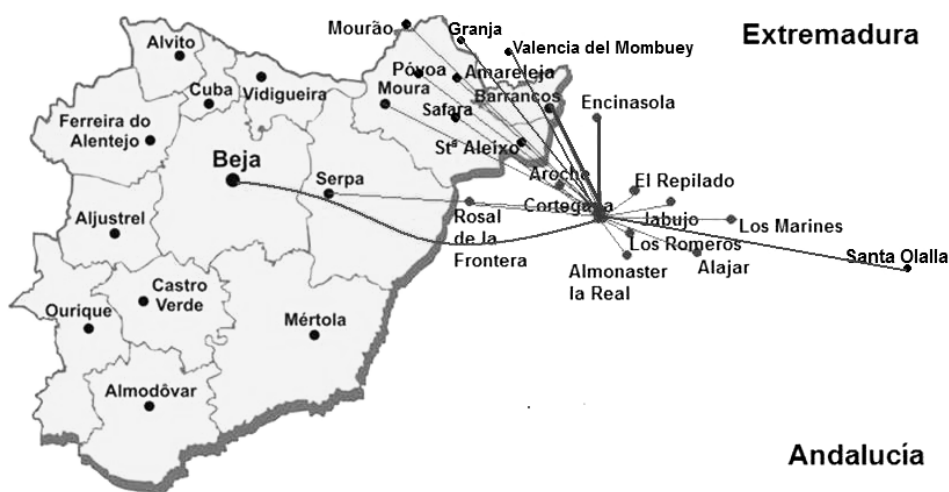 Mourão
Granja
Valencia del Mombuey
Extremadura
Alvito
Póvoa
Amareleja
Cuba
Vidigueira
Moura
Barrancos
Encinasola
Safara
Ferreira do
Alentejo
Stª Aleixo
Beja
Aroche
Serpa
El Repilado
Aljustrel
Rosal
de la
Frontera
Cortegana
Jabujo
Los Marines
Los Romeros
Santa Olalla
Alajar
Almonaster
la Real
Castro
Verde
Ourique
Mértola
Almodôvar
Andalucía